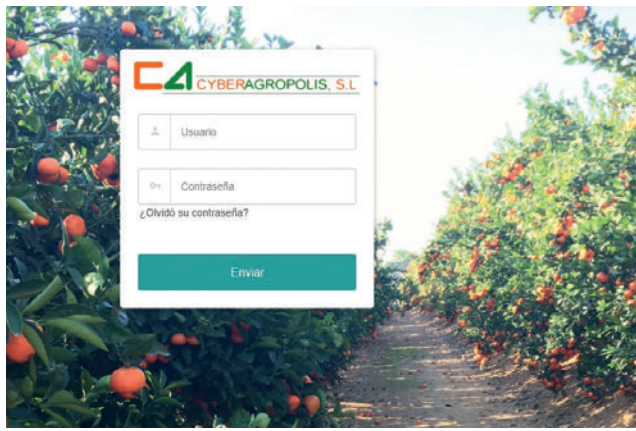 CA CYBERAGROPOLIS, S.L
Usuario
Contraseña
¿Olvidó su contraseña?
Enviar